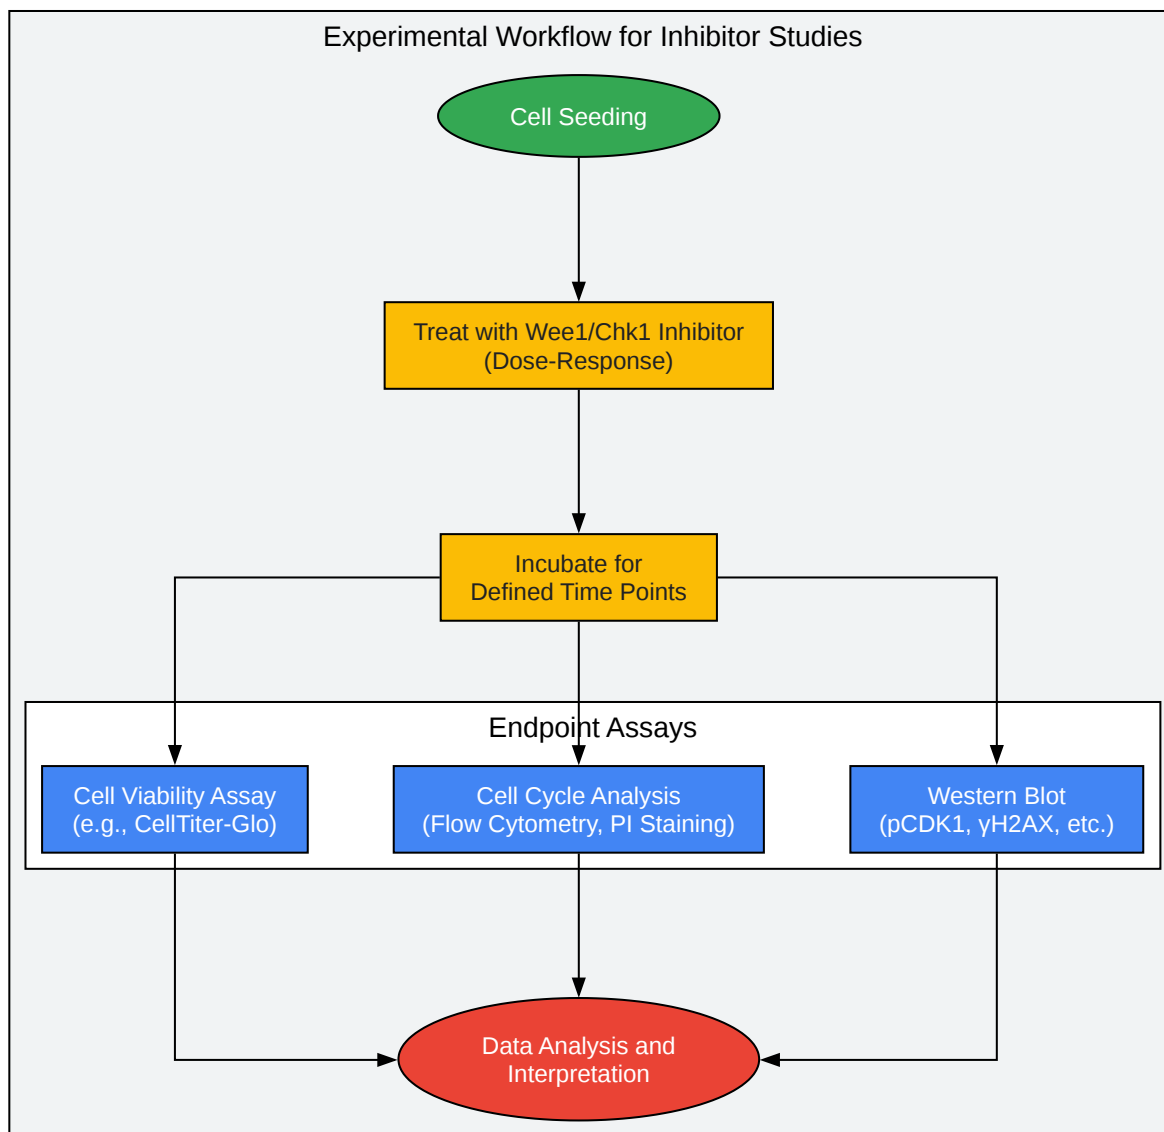 Experimental Workflow for Inhibitor Studies
Cell Seeding
Treat with Wee1/Chk1 Inhibitor
(Dose-Response)
Incubate for
Defined Time Points
Endpoint Assays
Cell Viability Assay
(e.g., CellTiter-Glo)
Cell Cycle Analysis
(Flow Cytometry, PI Staining)
Western Blot
(pCDK1, γH2AX, etc.)
Data Analysis and
Interpretation